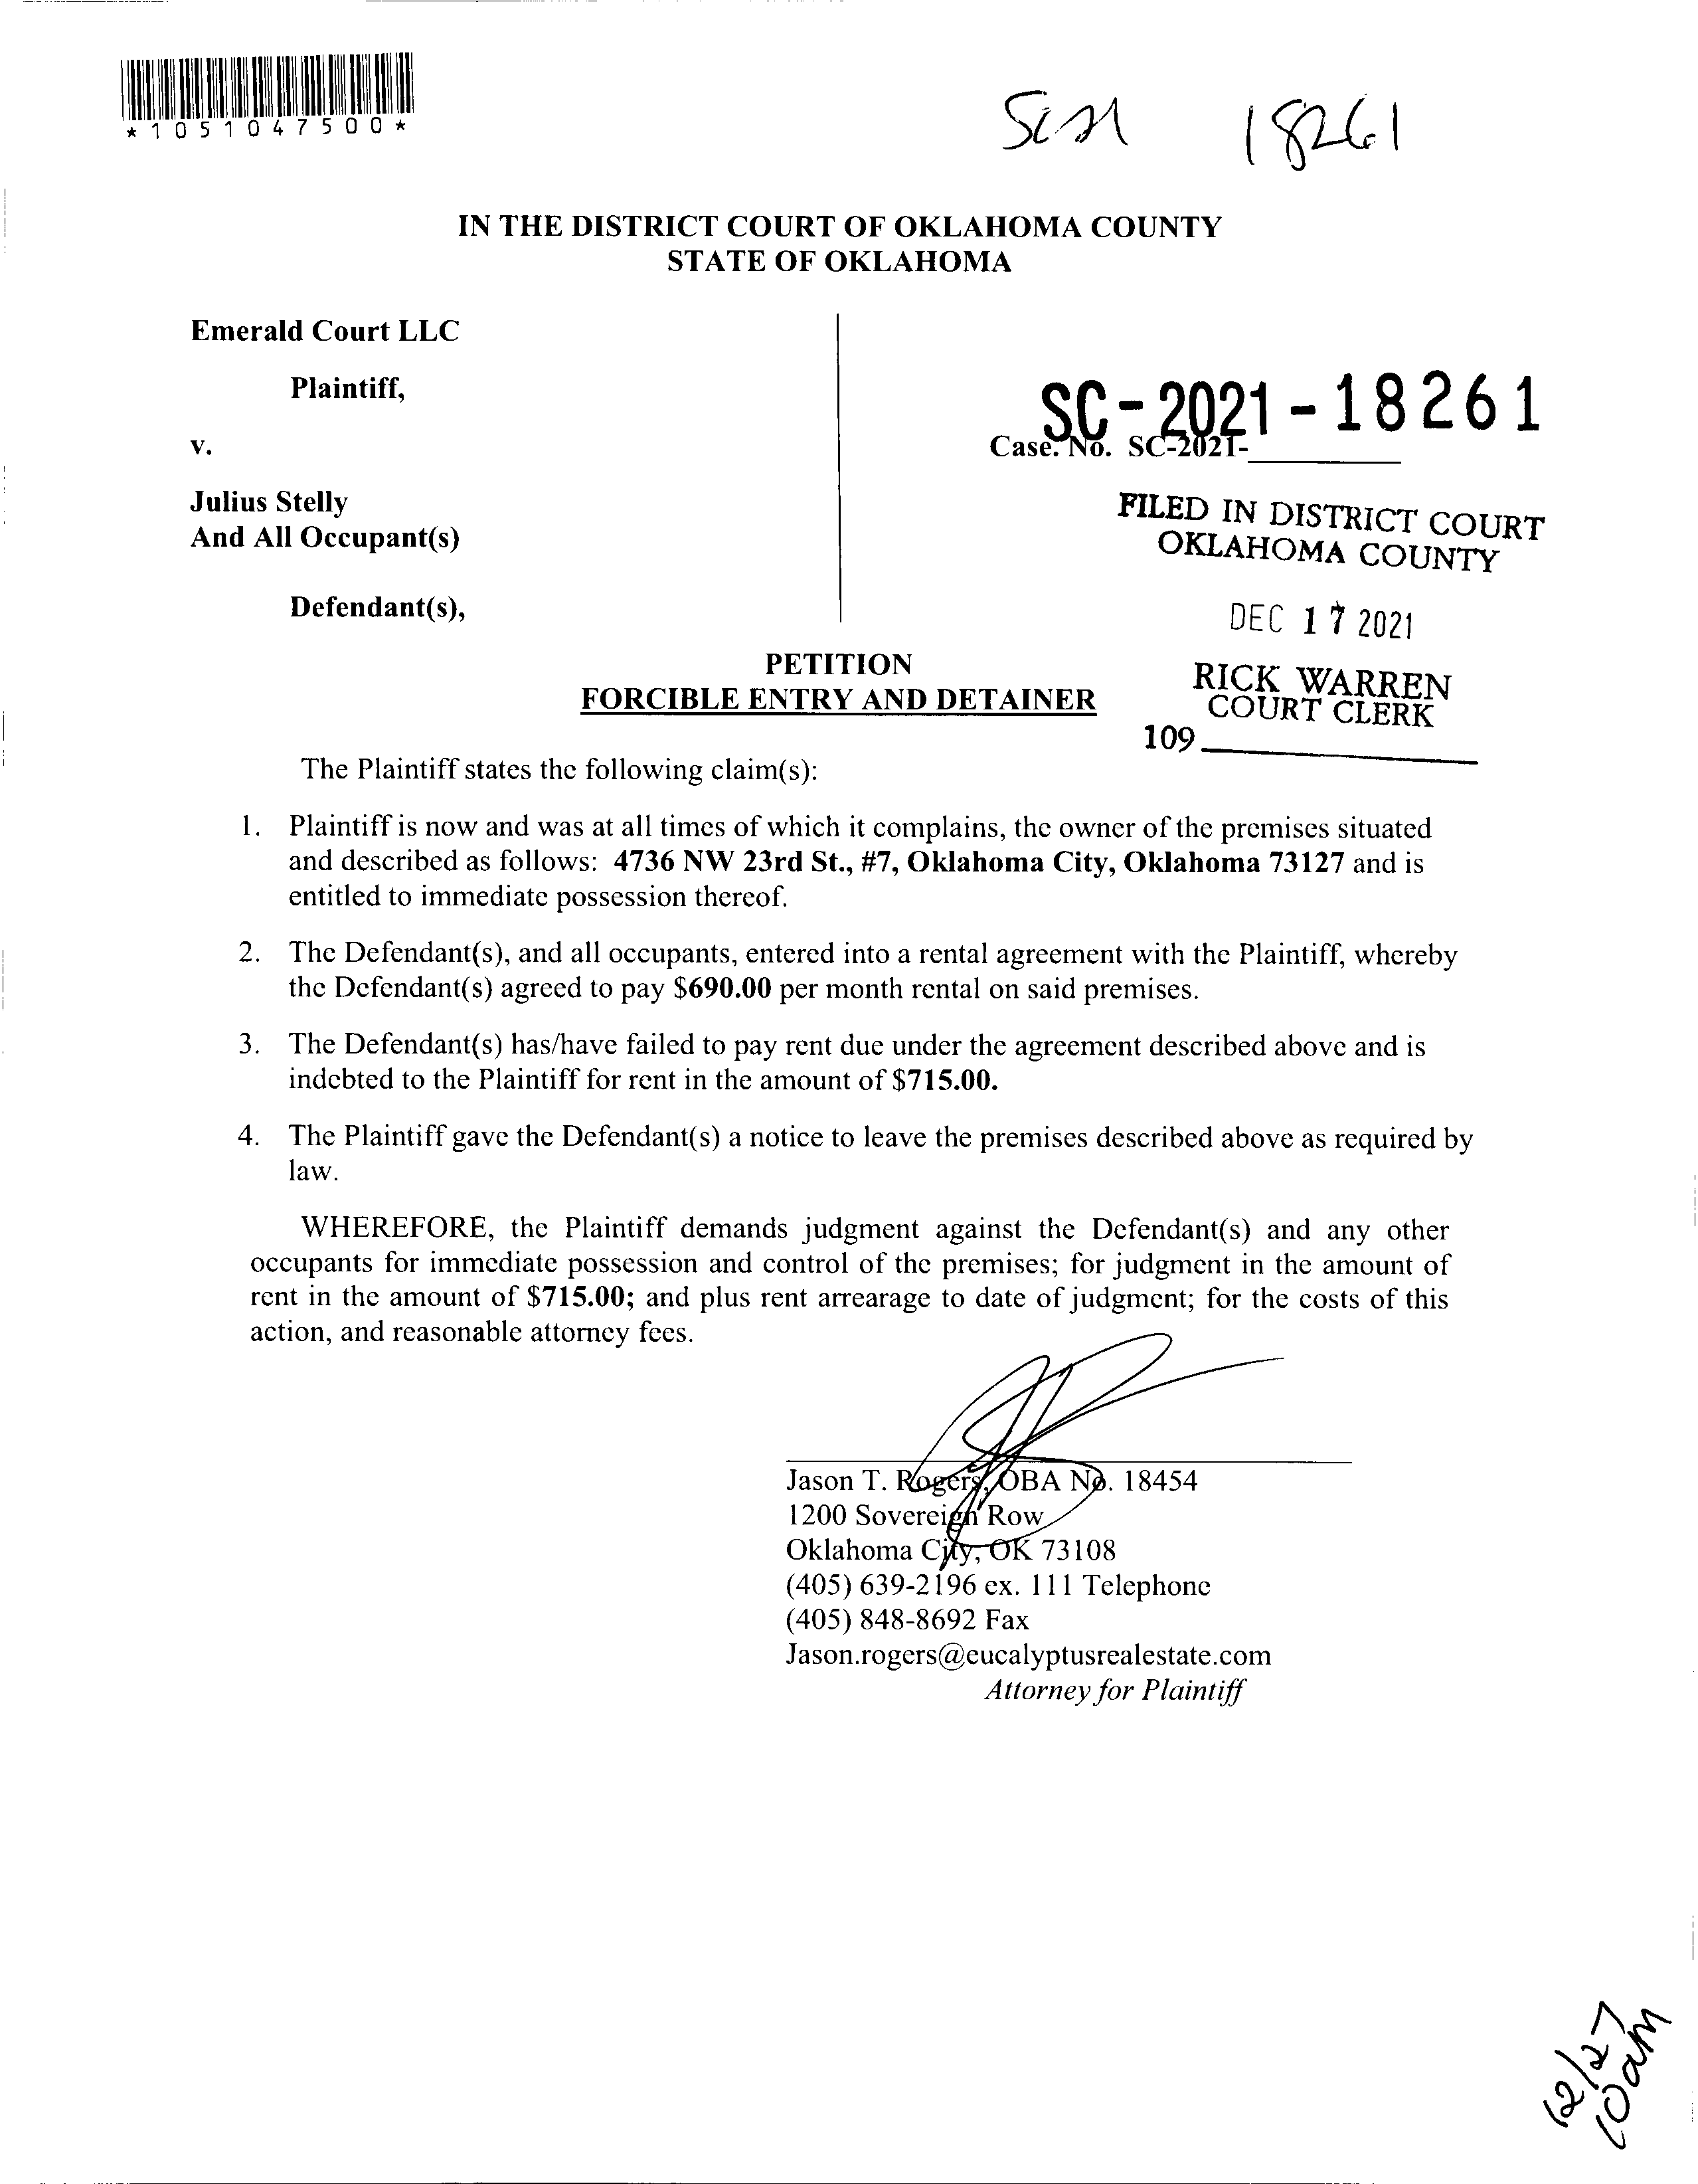 *1051047500*
18261
IN THE DISTRICT COURT OF OKLAHOMA COUNTY
STATE OF OKLAHOMA
Emerald Court LLC
Plaintiff,
v.
Julius Stelly
And All Occupant(s)
Defendant(s),
SC-2021-18261
Case. No. SC-2021-
FILED IN DISTRICT COURT
OKLAHOMA COUNTY
DEC 17 2021
RICK WARREN
COURT CLERK
109
PETITION
FORCIBLE ENTRY AND DETAINER
The Plaintiff states the following claim(s):
1. Plaintiff is now and was at all times of which it complains, the owner of the premises situated
and described as follows: 4736 NW 23rd St., #7, Oklahoma City, Oklahoma 73127 and is
entitled to immediate possession thereof.
2. The Defendant(s), and all occupants, entered into a rental agreement with the Plaintiff, whereby
the Defendant(s) agreed to pay $690.00 per month rental on said premises.
3. The Defendant(s) has/have failed to pay rent due under the agreement described above and is
indebted to the Plaintiff for rent in the amount of $715.00.
4. The Plaintiff gave the Defendant(s) a notice to leave the premises described above as required by
law.
WHEREFORE, the Plaintiff demands judgment against the Defendant(s) and any other
occupants for immediate possession and control of the premises; for judgment in the amount of
rent in the amount of $715.00; and plus rent arrearage to date of judgment; for the costs of this
action, and reasonable attorney fees.
Jason T. Rogers, OBA No. 18454
1200 Sovereign Row
Oklahoma City, OK 73108
(405) 639-2196 ex. 111 Telephone
(405) 848-8692 Fax
Jason.rogers@eucalyptusrealestate.com
Attorney for Plaintiff
12/27
10am